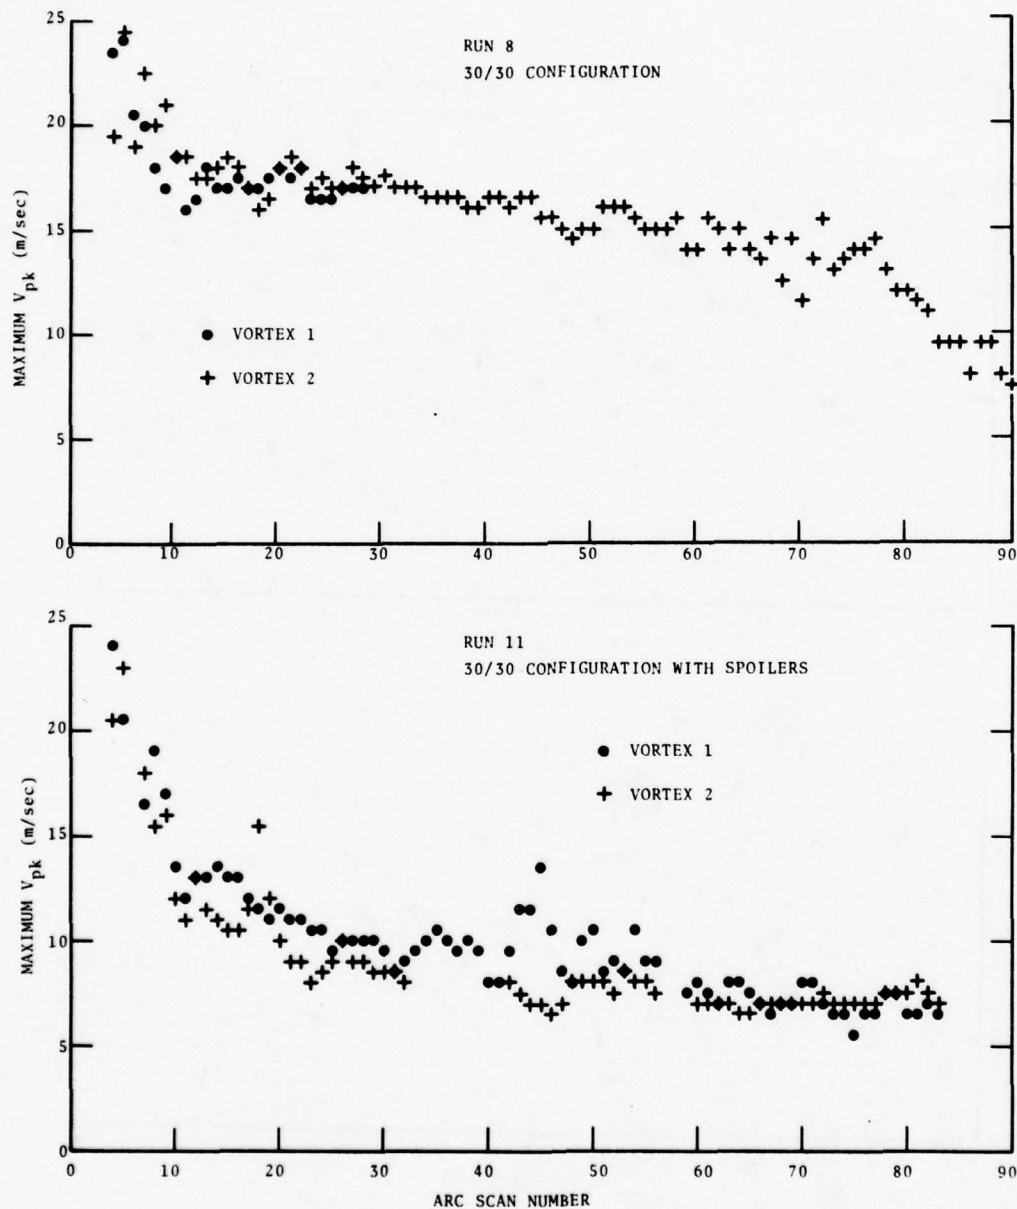 25
20
15
10
5
0
MAXIMUM Vpk (m/sec)
RUN 8
30/30 CONFIGURATION
VORTEX 1
VORTEX 2
0 10 20 30 40 50 60 70 80 90
25
20
15
10
5
0
MAXIMUM Vpk (m/sec)
RUN 11
30/30 CONFIGURATION WITH SPOILERS
VORTEX 1
VORTEX 2
0 10 20 30 40 50 60 70 80 90
ARC SCAN NUMBER